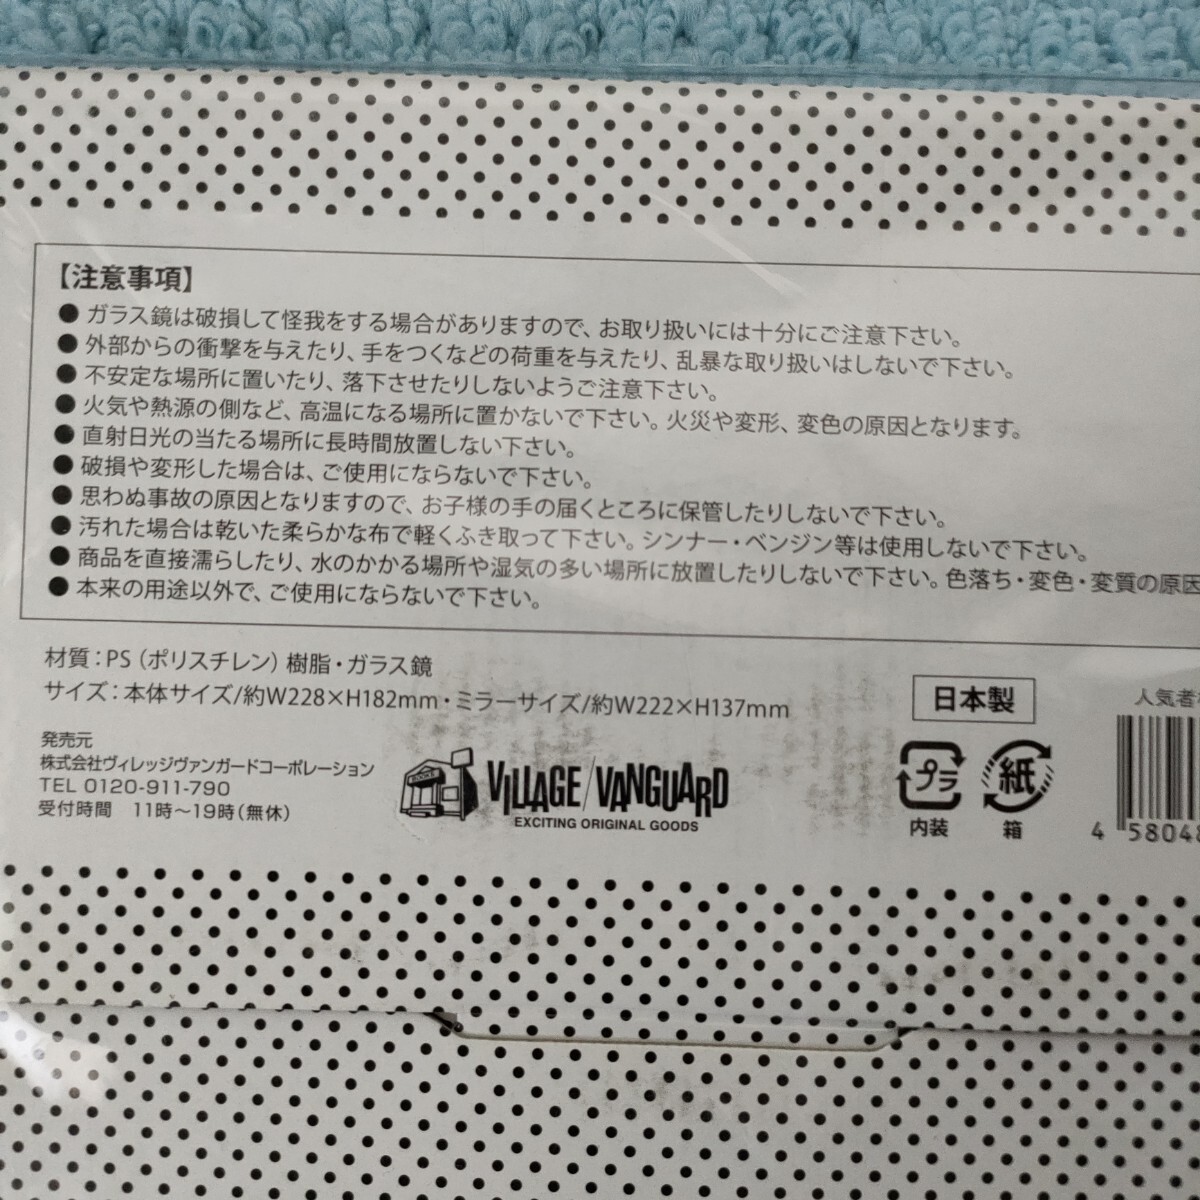 【注意事項】
● ガラス鏡は破損して怪我をする場合がありますので、お取り扱いには十分にご注意下さい。
● 外部からの衝撃を与えたり、手をつくなどの荷重を与えたり、乱暴な取り扱いはしないで下さい。
● 不安定な場所に置いたり、落下させたりしないようご注意下さい。
● 火気や熱源の側など、高温になる場所に置かないで下さい。火災や変形、変色の原因となります。
● 直射日光の当たる場所に長時間放置しない下さい。
● 破損や変形した場合は、ご使用にならないで下さい。
● 思わぬ事故の原因となりますので、お子様の手の届くところに保管したりしないで下さい。
● 汚れた場合は乾いた柔らかな布で軽くふき取って下さい。シンナー・ベンジン等は使用しないで下さい。
● 商品を直接濡らしたり、水のかかる場所や湿気の多い場所に放置したりしないで下さい。色落ち・変色・変質の原因
● 本来の用途以外で、ご使用にならないで下さい。
材質：PS（ポリスチレン）樹脂・ガラス鏡
サイズ：本体サイズ/約W228×H182mm・ミラーサイズ/約W222×H137mm
発売元
株式会社ヴィレッジヴァンガードコーポレーション
TEL 0120-911-790
受付時間 11時～19時（無休）
BOOKS
VILLAGE/VANGUARD
EXCITING ORIGINAL GOODS
日本製
プラ
内装
紙
箱
人気者
4 58048